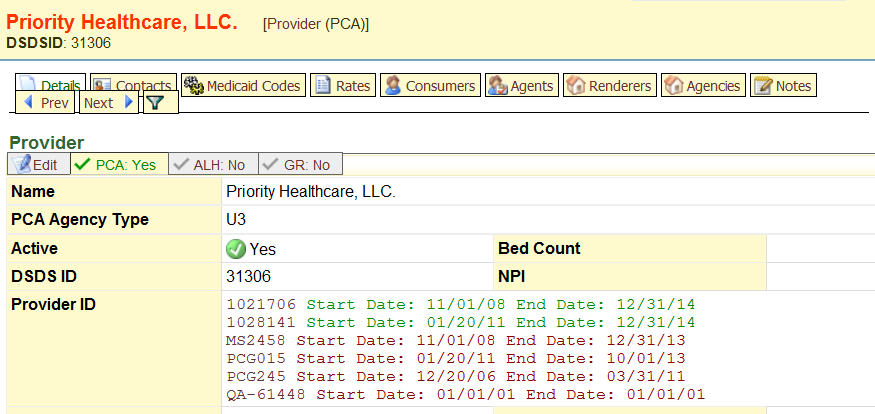 Priority Healthcare, LLC. [Provider (PCA)]
DSDSID: 31306
Details Contacts Medicaid Codes Rates Consumers Agents Renderers Agencies Notes
Prev Next
Provider
Edit PCA: Yes ALH: No GR: No
Name Priority Healthcare, LLC.
PCA Agency Type U3
Active Yes Bed Count
DSDS ID 31306 NPI
Provider ID 1021706 Start Date: 11/01/08 End Date: 12/31/14
1028141 Start Date: 01/20/11 End Date: 12/31/14
MS2458 Start Date: 11/01/08 End Date: 12/31/13
PCG015 Start Date: 01/20/11 End Date: 10/01/13
PCG245 Start Date: 12/20/06 End Date: 03/31/11
QA-61448 Start Date: 01/01/01 End Date: 01/01/01